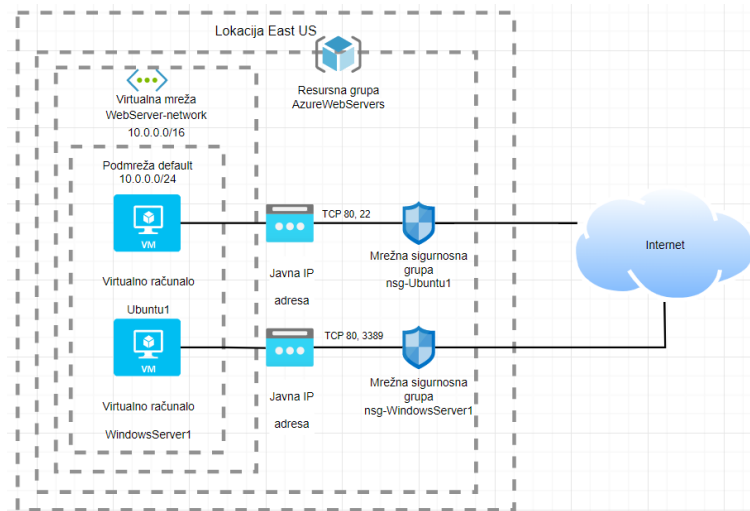 Lokacija East US
Resursna grupa
AzureWebServers
Virtualna mreža
WebServer-network
10.0.0.0/16
Podmreža default
10.0.0.0/24
VM
Virtualno računalo
Ubuntu1
Javna IP
adresa
TCP 80, 22
Mrežna sigurnosna
grupa
nsg-Ubuntu1
Internet
VM
Virtualno računalo
WindowsServer1
Javna IP
adresa
TCP 80, 3389
Mrežna sigurnosna
grupa
nsg-WindowsServer1